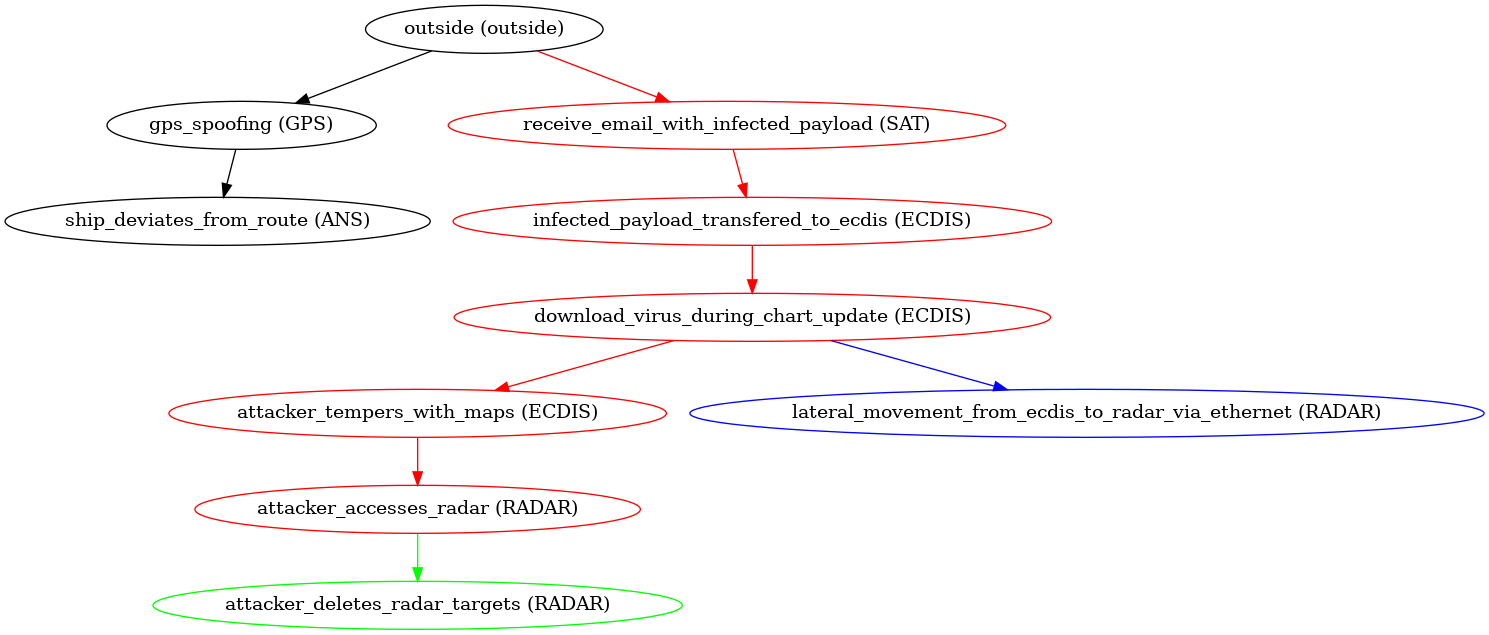 outside (outside)
gps_spoofing (GPS)
receive_email_with_infected_payload (SAT)
ship_deviates_from_route (ANS)
infected_payload_transfered_to_ecdis (ECDIS)
download_virus_during_chart_update (ECDIS)
attacker_tempers_with_maps (ECDIS)
lateral_movement_from_ecdis_to_radar_via_ethernet (RADAR)
attacker_accesses_radar (RADAR)
attacker_deletes_radar_targets (RADAR)